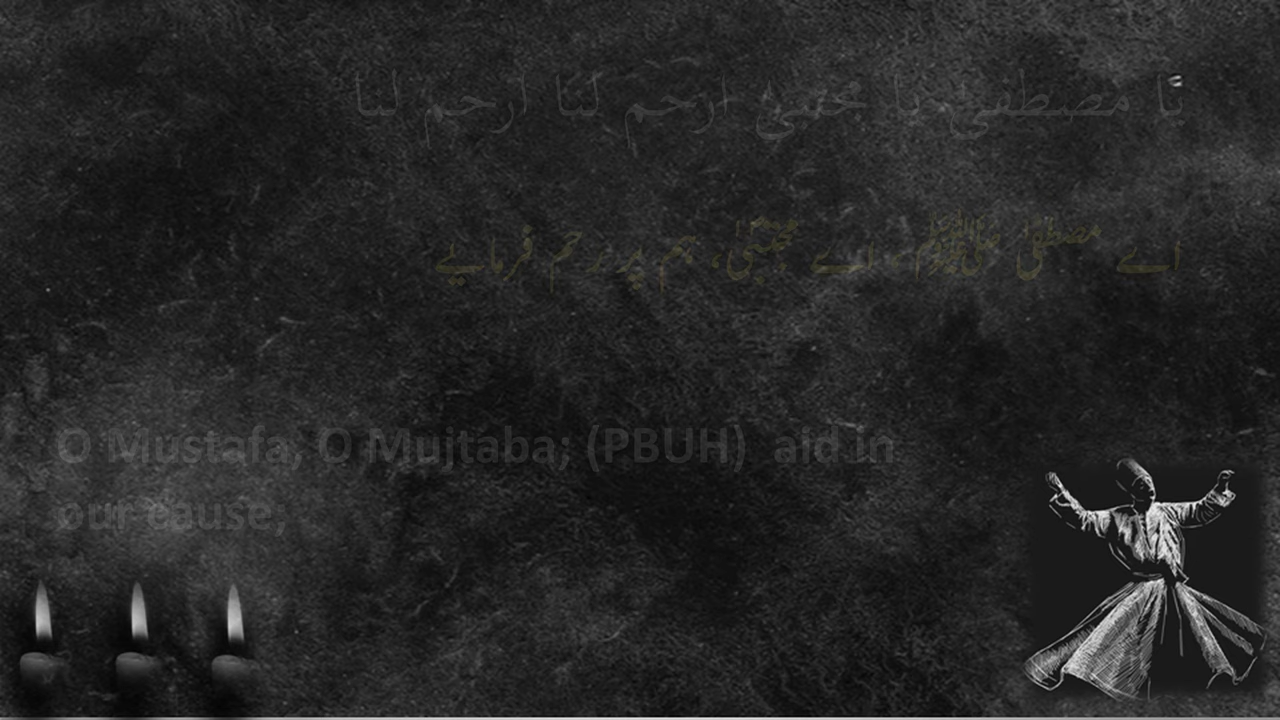 یا مصطفیٰ یا مجتبیٰ ارحم لنا ارحم لنا
اے مصطفیٰ ﷺ، اے مجتبیٰ، ہم پر رحم فرمایے
O Mustafa, O Mujtaba; (PBUH) aid in
our cause;